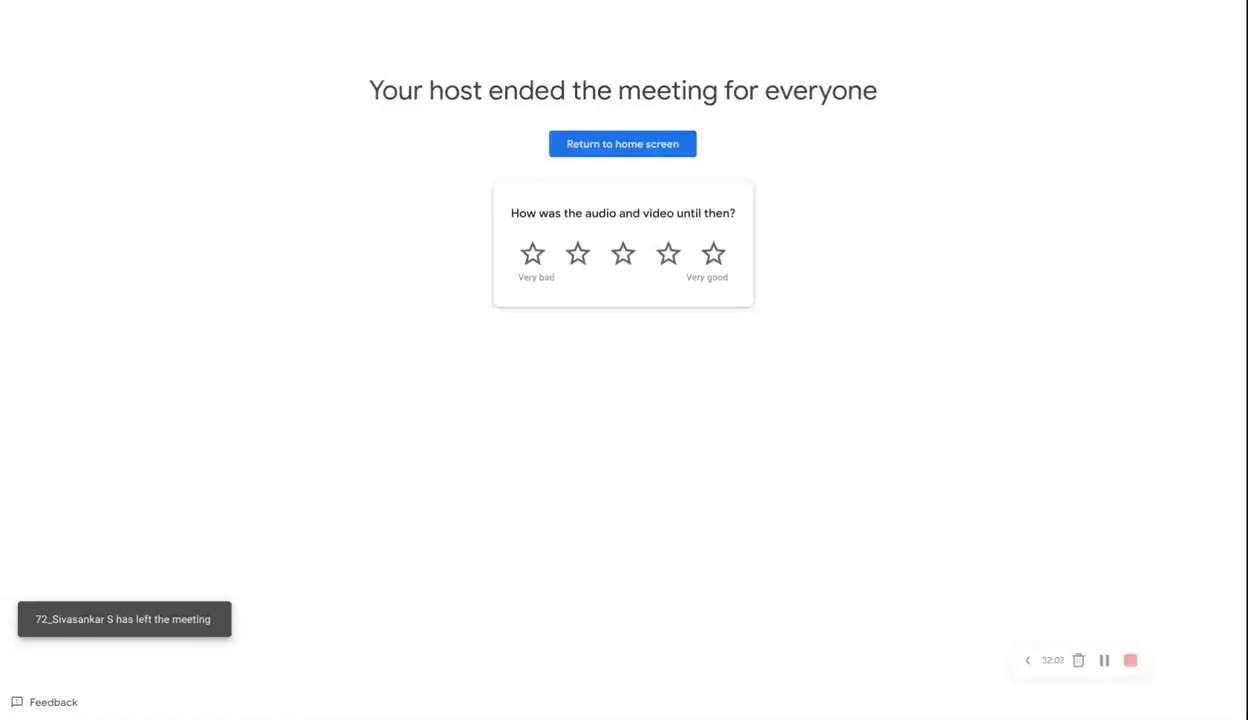 Your host ended the meeting for everyone
Return to home screen
How was the audio and video until then?
Very bad Very good
72_Sivasankar S has left the meeting
32:02
Feedback